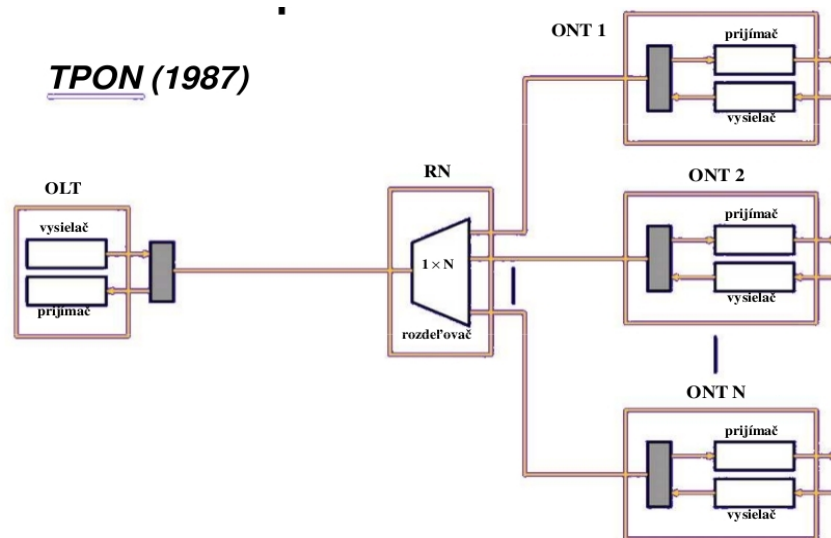 TPON (1987)
OLT
vysielač
prijímač
RN
1 × N
rozdeľovač
ONT 1
prijímač
vysielač
ONT 2
prijímač
vysielač
ONT N
prijímač
vysielač